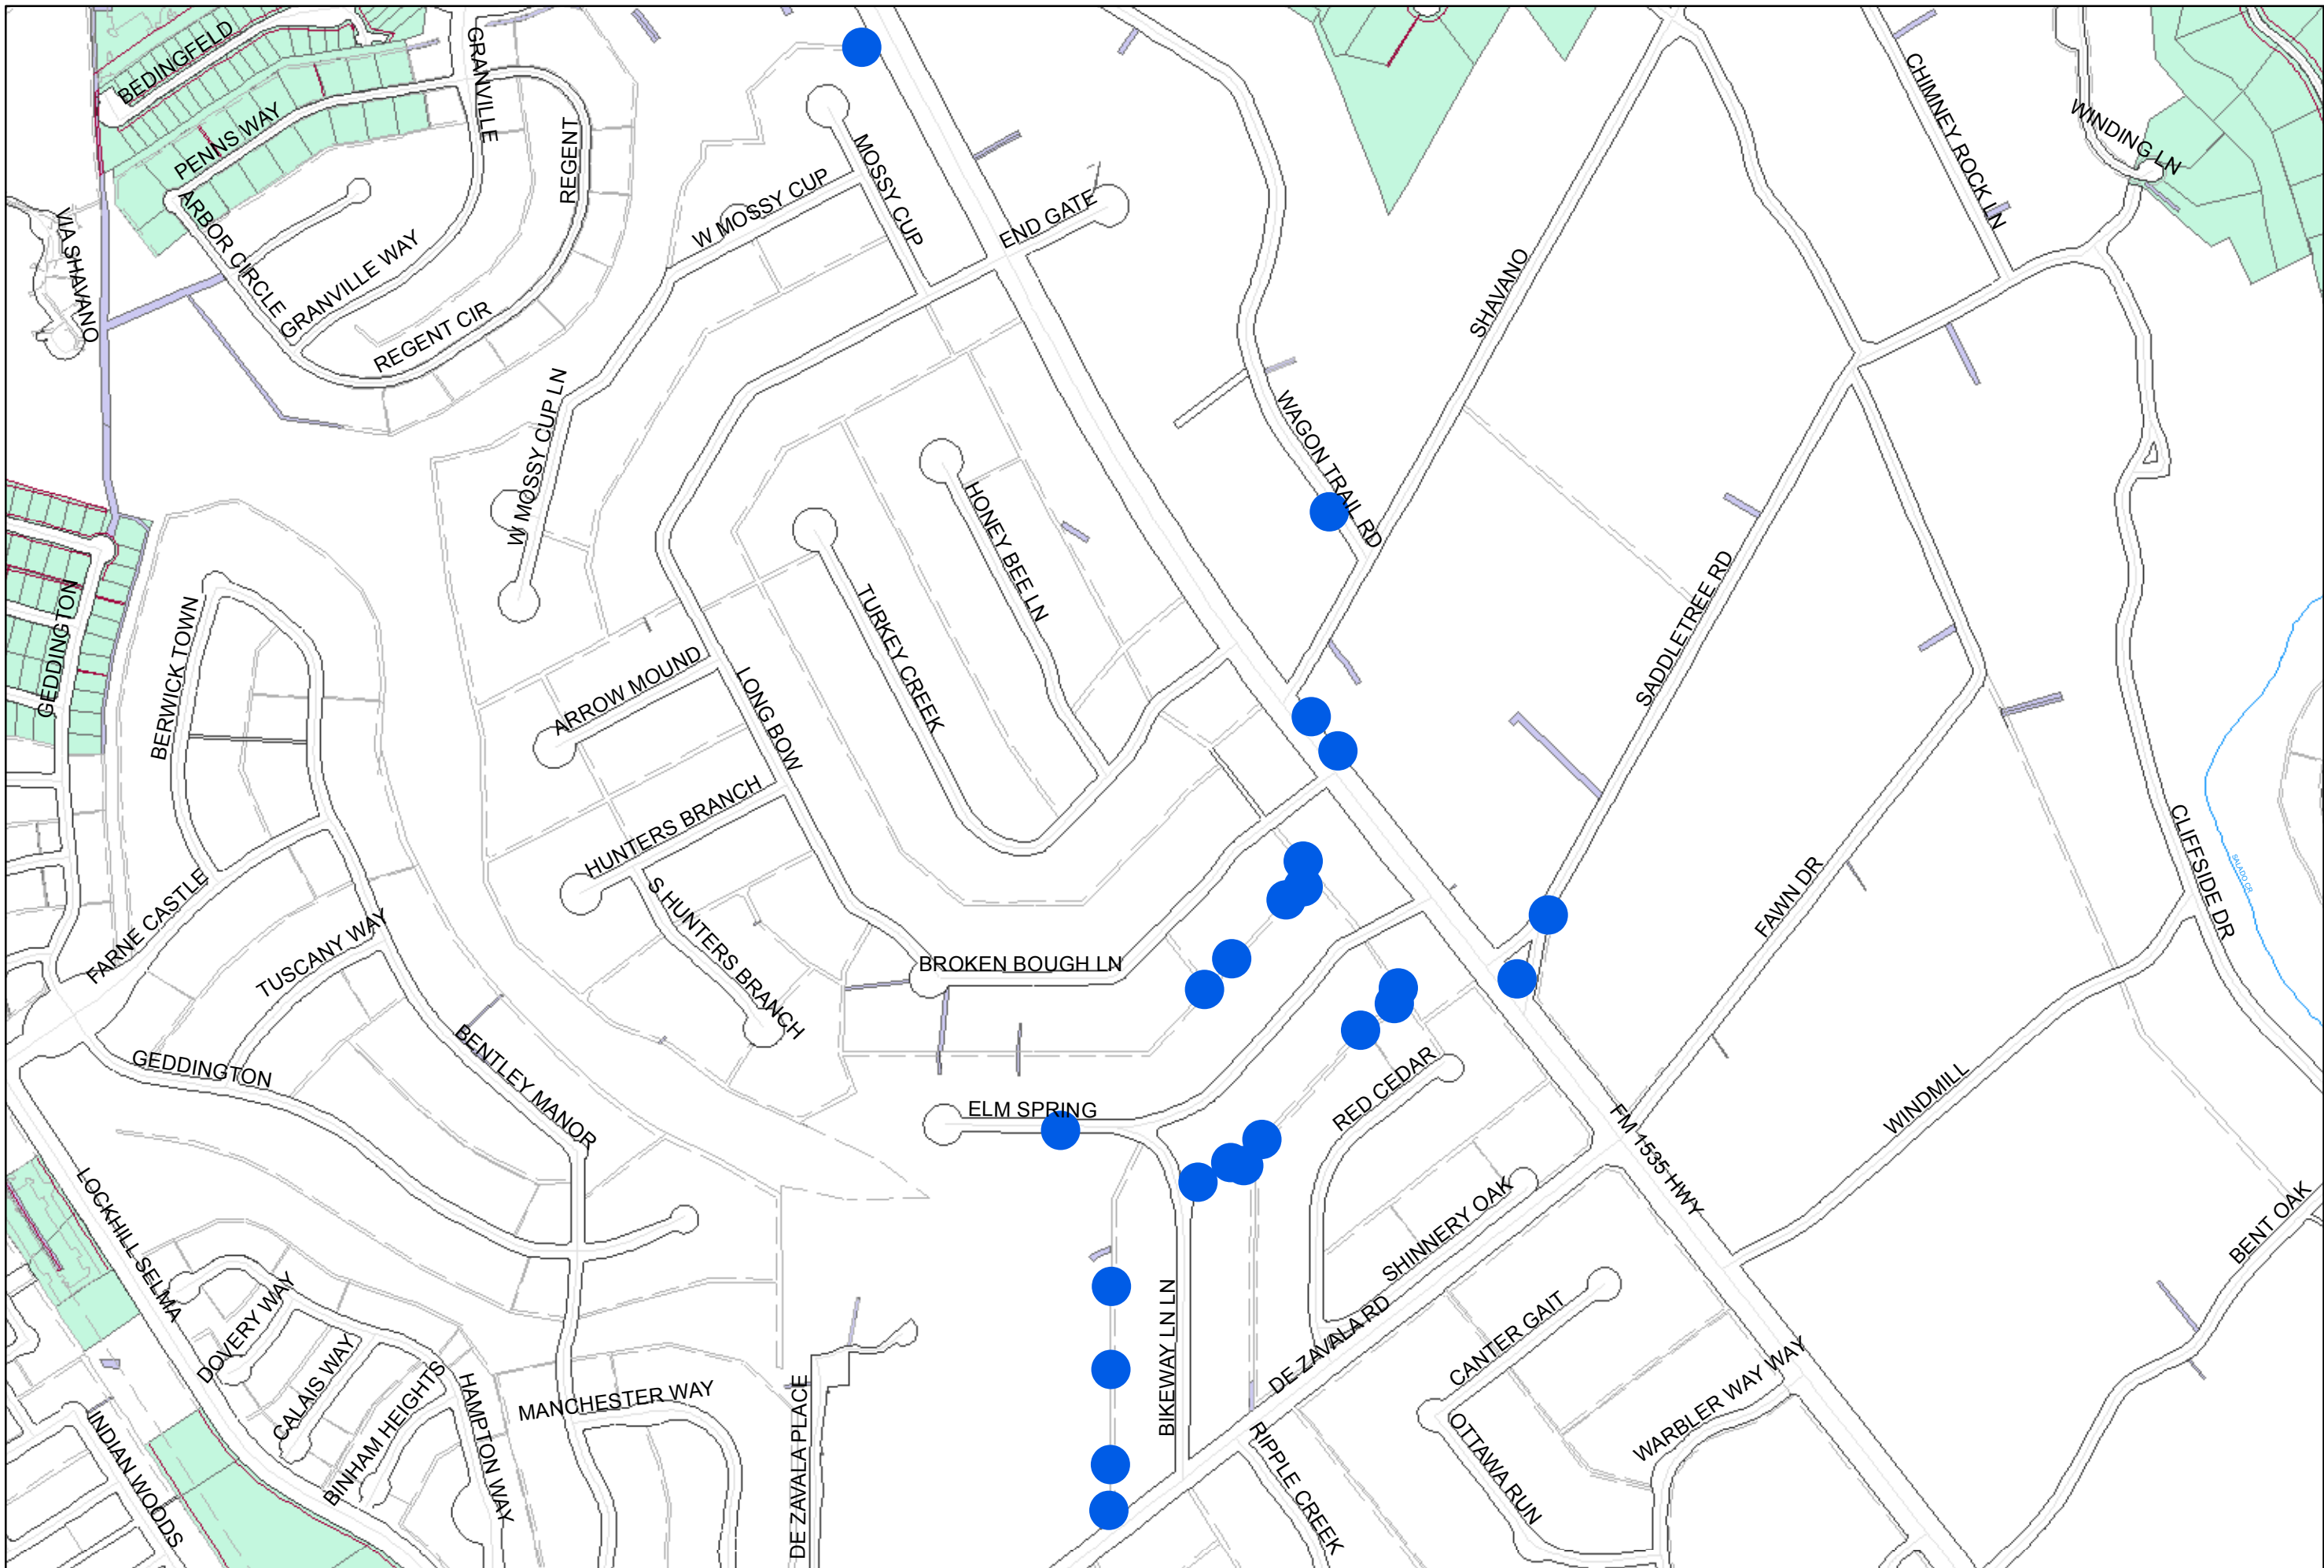 BEDINGFELD
GRANVILLE
PENNS WAY
REGENT
ARBOR CIRCLE
VIA SHAVANO
GRANVILLE WAY
REGENT CIR
MOSSY CUP
W MOSSY CUP
END GATE
CHIMNEY ROCK LN
WINDING LN
SHAVANO
W MOSSY CUP LN
WAGON TRAIL RD
HONEY BEE LN
TURKEY CREEK
GEDDINGTON
BERWICK TOWN
ARROW MOUND
LONG BOW
SADDLETREE RD
HUNTERS BRANCH
S HUNTERS BRANCH
FARNE CASTLE
TUSCANY WAY
BROKEN BOUGH LN
FAWN DR
CLIFFSIDE DR
SALADO CR
GEDDINGTON
BENTLEY MANOR
ELM SPRING
RED CEDAR
FM 1535 HWY
WINDMILL
LOCKHILL SELMA
SHINNERY OAK
BENT OAK
DOVERY WAY
CALAIS WAY
BINHAM HEIGHTS
HAMPTON WAY
MANCHESTER WAY
DE ZAVALA PLACE
BIKEWAY LN LN
DE ZAVALA RD
CANTER GAIT
WARBLER WAY WAY
INDIAN WOODS
RIPPLE CREEK
OTTAWA RUN